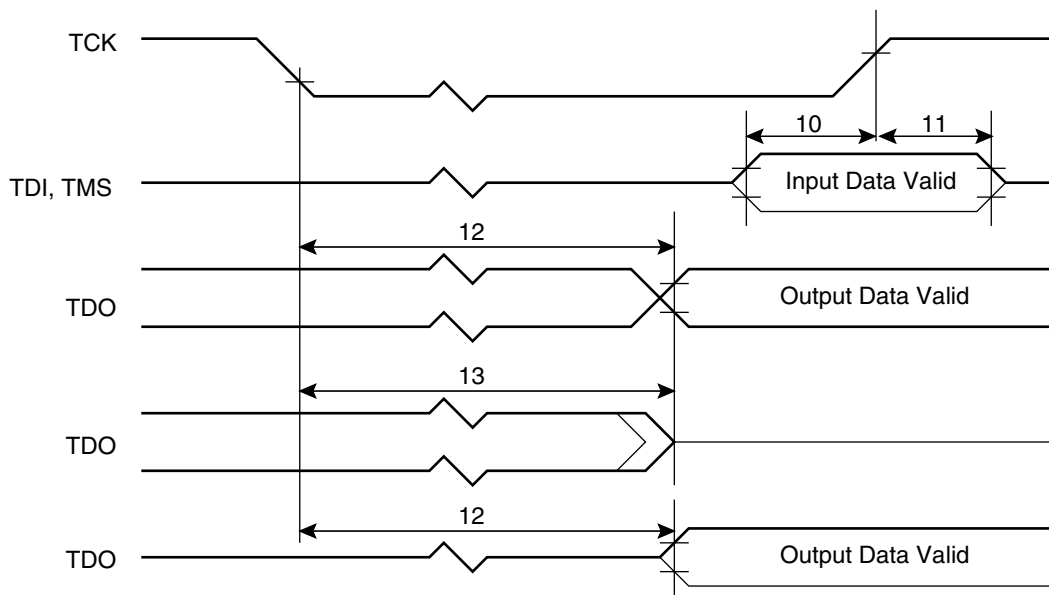 TCK
10
11
TDI, TMS
Input Data Valid
12
TDO
Output Data Valid
13
TDO
12
TDO
Output Data Valid